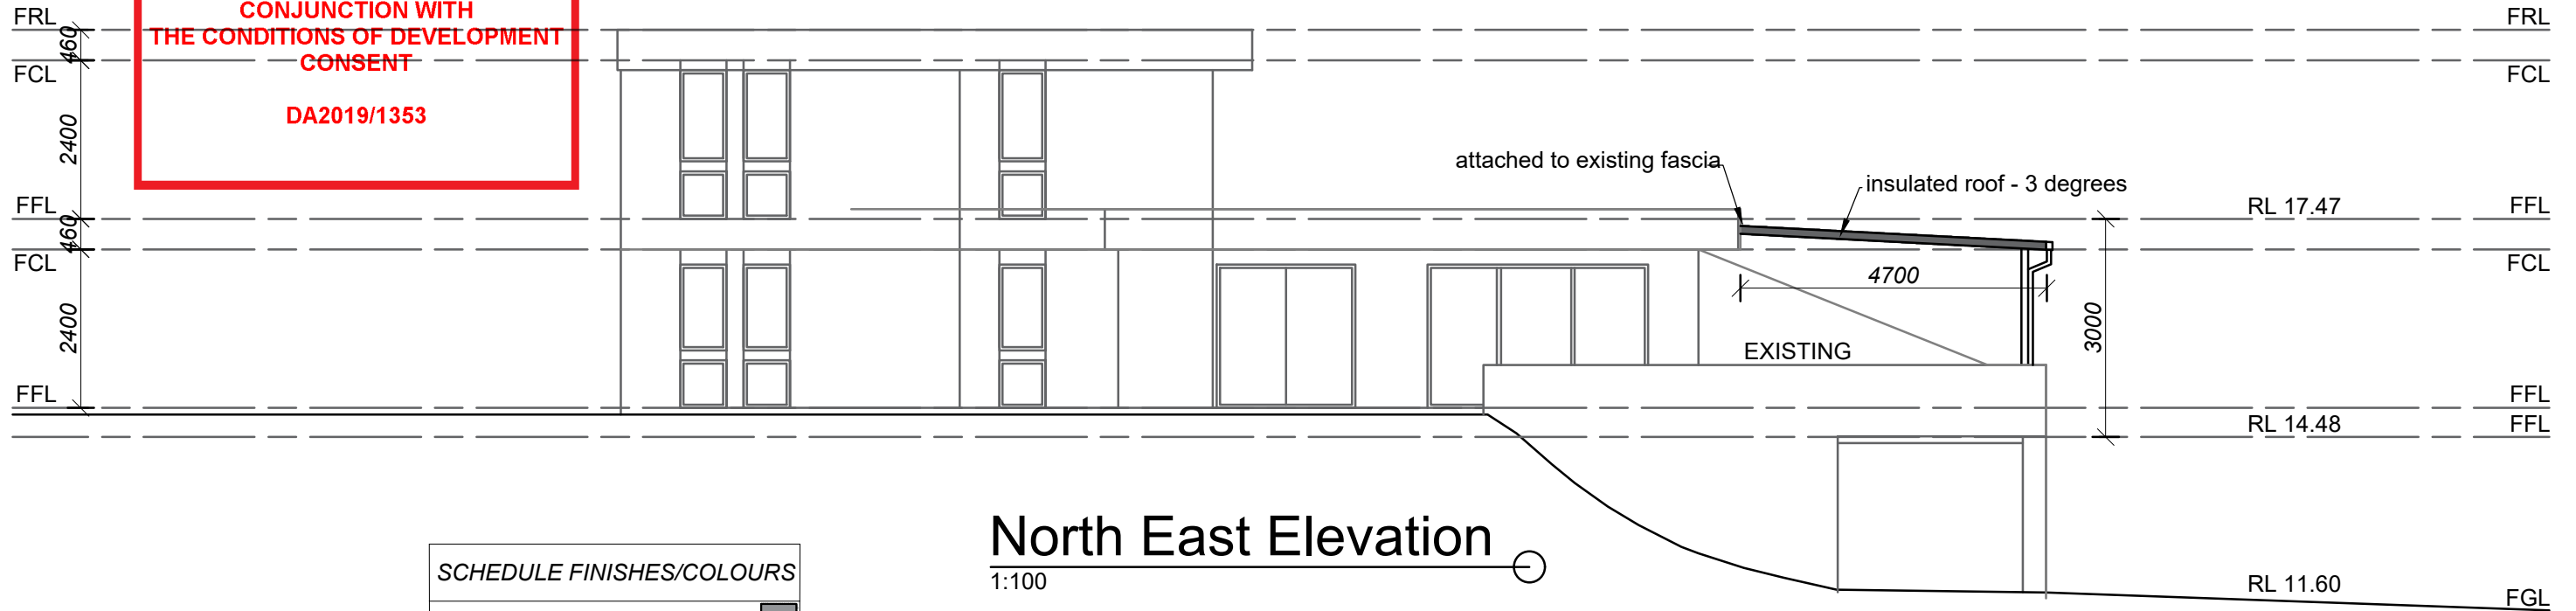 CONJUNCTION WITH
THE CONDITIONS OF DEVELOPMENT
CONSENT
DA2019/1353
FRL
FRL
460
FCL
FCL
2400
attached to existing fascia
insulated roof - 3 degrees
FFL
RL 17.47
FFL
460
FCL
FCL
4700
2400
3000
EXISTING
FFL
FFL
RL 14.48
FFL
North East Elevation
1:100
SCHEDULE FINISHES/COLOURS
RL 11.60
FGL